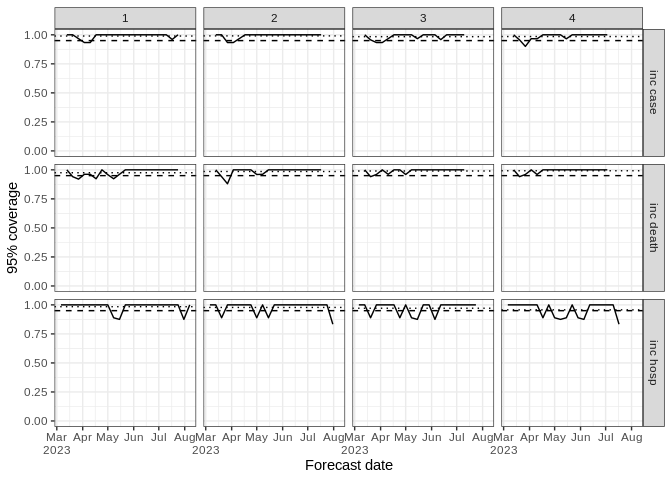 1 2 3 4
1.00
0.75
0.50
0.25
0.00
inc case
1.00
0.75
0.50
0.25
0.00
inc death
1.00
0.75
0.50
0.25
0.00
inc hosp
95% coverage
Mar Apr May Jun Jul Aug Mar Apr May Jun Jul Aug Mar Apr May Jun Jul Aug Mar Apr May Jun Jul Aug
2023 2023 2023 2023
Forecast date